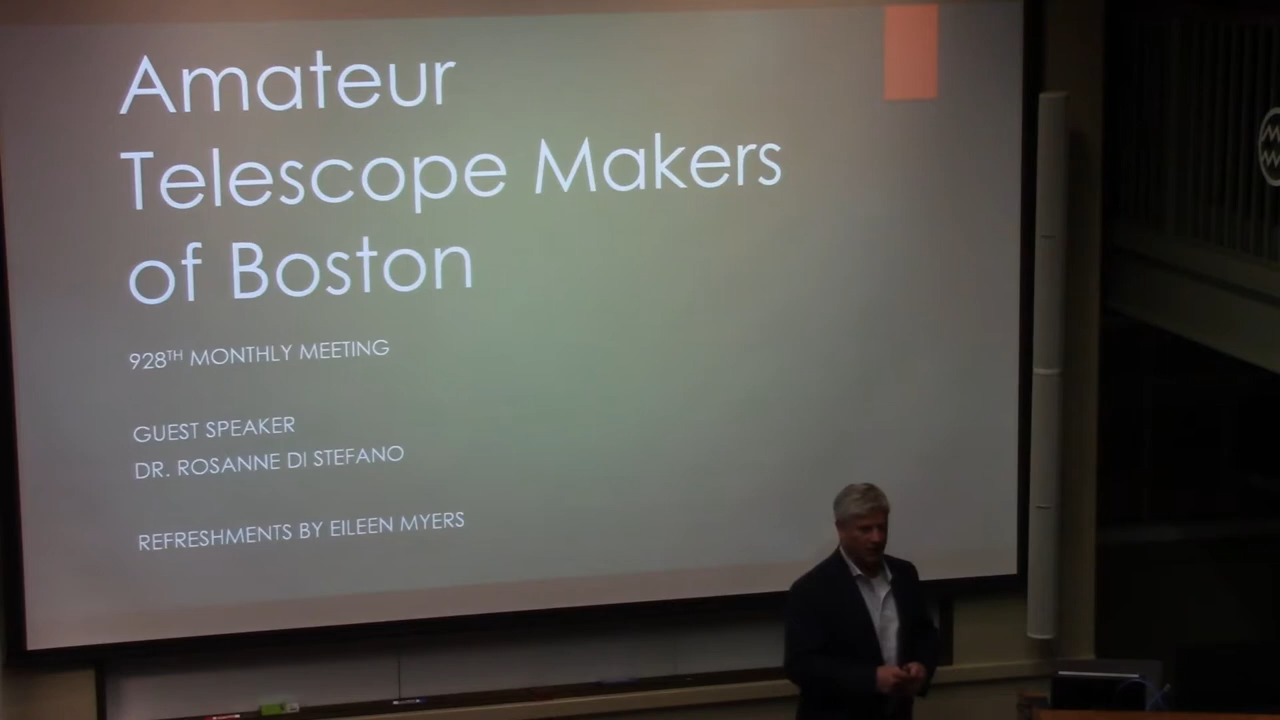 Amateur
Telescope Makers
of Boston
928TH MONTHLY MEETING
GUEST SPEAKER
DR. ROSANNE DI STEFANO
REFRESHMENTS BY EILEEN MYERS